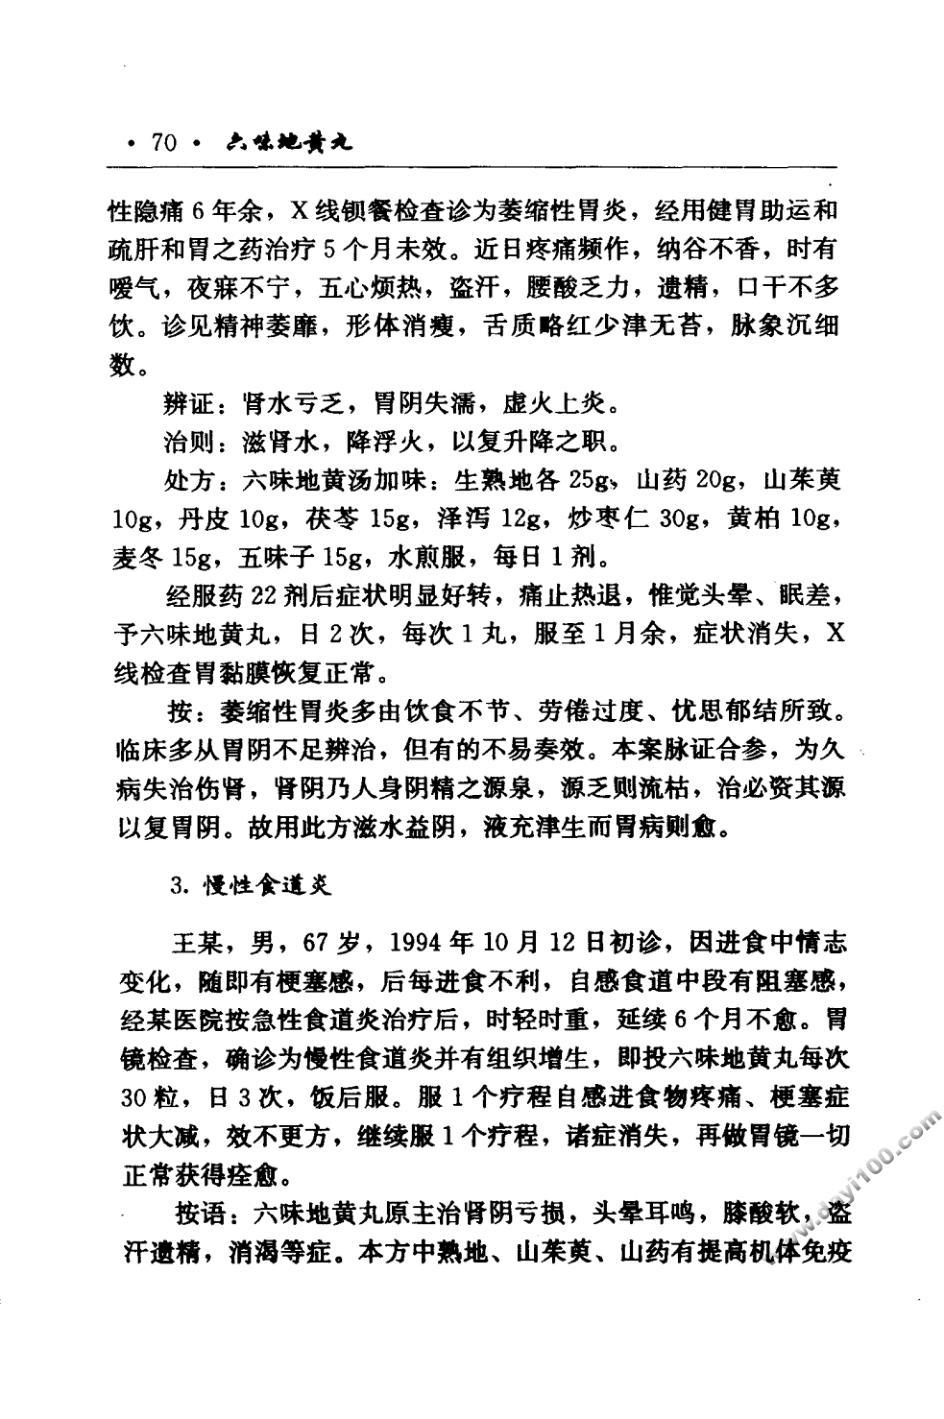 ·70· 六味地黄丸
性隐痛 6 年余，X 线钡餐检查诊为萎缩性胃炎，经用健胃助运和
疏肝和胃之药治疗 5 个月未效。近日疼痛频作，纳谷不香，时有
嗳气，夜寐不宁，五心烦热，盗汗，腰酸乏力，遗精，口干不多
饮。诊见精神萎靡，形体消瘦，舌质略红少津无苔，脉象沉细
数。
辨证：肾水亏乏，胃阴失濡，虚火上炎。
治则：滋肾水，降浮火，以复升降之职。
处方：六味地黄汤加味：生熟地各 25g、山药 20g，山茱萸
10g，丹皮 10g，茯苓 15g，泽泻 12g，炒枣仁 30g，黄柏 10g，
麦冬 15g，五味子 15g，水煎服，每日 1 剂。
经服药 22 剂后症状明显好转，痛止热退，惟觉头晕、眠差，
予六味地黄丸，日 2 次，每次 1 丸，服至 1 月余，症状消失，X
线检查胃黏膜恢复正常。
按：萎缩性胃炎多由饮食不节、劳倦过度、忧思郁结所致。
临床多从胃阴不足辨治，但有的不易奏效。本案脉证合参，为久
病失治伤肾，肾阴乃人身阴精之源泉，源乏则流枯，治必资其源
以复胃阴。故用此方滋水益阴，液充津生而胃病则愈。
3. 慢性食道炎
王某，男，67 岁，1994 年 10 月 12 日初诊，因进食中情志
变化，随即有梗塞感，后每进食不利，自感食道中段有阻塞感，
经某医院按急性食道炎治疗后，时轻时重，延续 6 个月不愈。胃
镜检查，确诊为慢性食道炎并有组织增生，即投六味地黄丸每次
30 粒，日 3 次，饭后服。服 1 个疗程自感进食物疼痛、梗塞症
状大减，效不更方，继续服 1 个疗程，诸症消失，再做胃镜一切
正常获得痊愈。
按语：六味地黄丸原主治肾阴亏损，头晕耳鸣，膝酸软，盗
汗遗精，消渴等症。本方中熟地、山茱萸、山药有提高机体免疫
www.dayi100.com